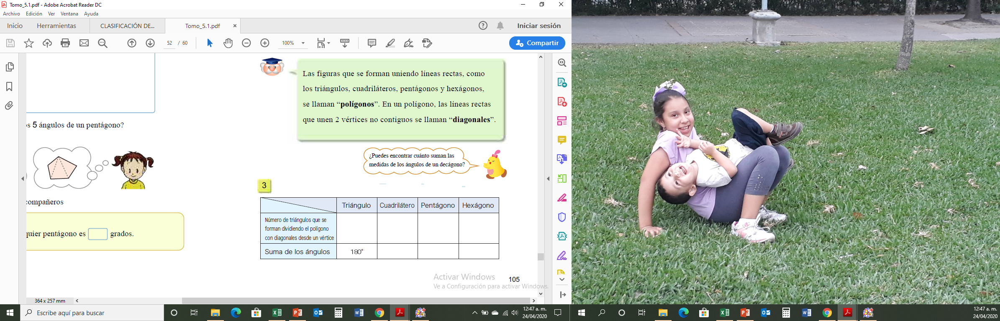 Tomo_5.1.pdf - Adobe Acrobat Reader DC
Archivo Edición Ver Ventana Ayuda
Inicio Herramientas CLASIFICACIÓN DE... Tomo_5.1.pdf × Iniciar sesión
52 / 60 100% Compartir
Las figuras que se forman uniendo líneas rectas, como
los triángulos, cuadriláteros, pentágonos y hexágonos,
se llaman “polígonos”. En un polígono, las líneas rectas
que unen 2 vértices no contiguos se llaman “diagonales”.
os 5 ángulos de un pentágono?
¿Puedes encontrar cuánto suman las
medidas de los ángulos de un decágono?
compañeros
quier pentágono es grados.
3
Triángulo Cuadrilátero Pentágono Hexágono
Número de triángulos que se
forman dividiendo el polígono
con diagonales desde un vértice
Suma de los ángulos 180°
105
Activar Windows
Ve a Configuración para activar Windows.
364 x 257 mm
Escribe aquí para buscar
12:47 a. m.
24/04/2020
12:47 a. m.
24/04/2020